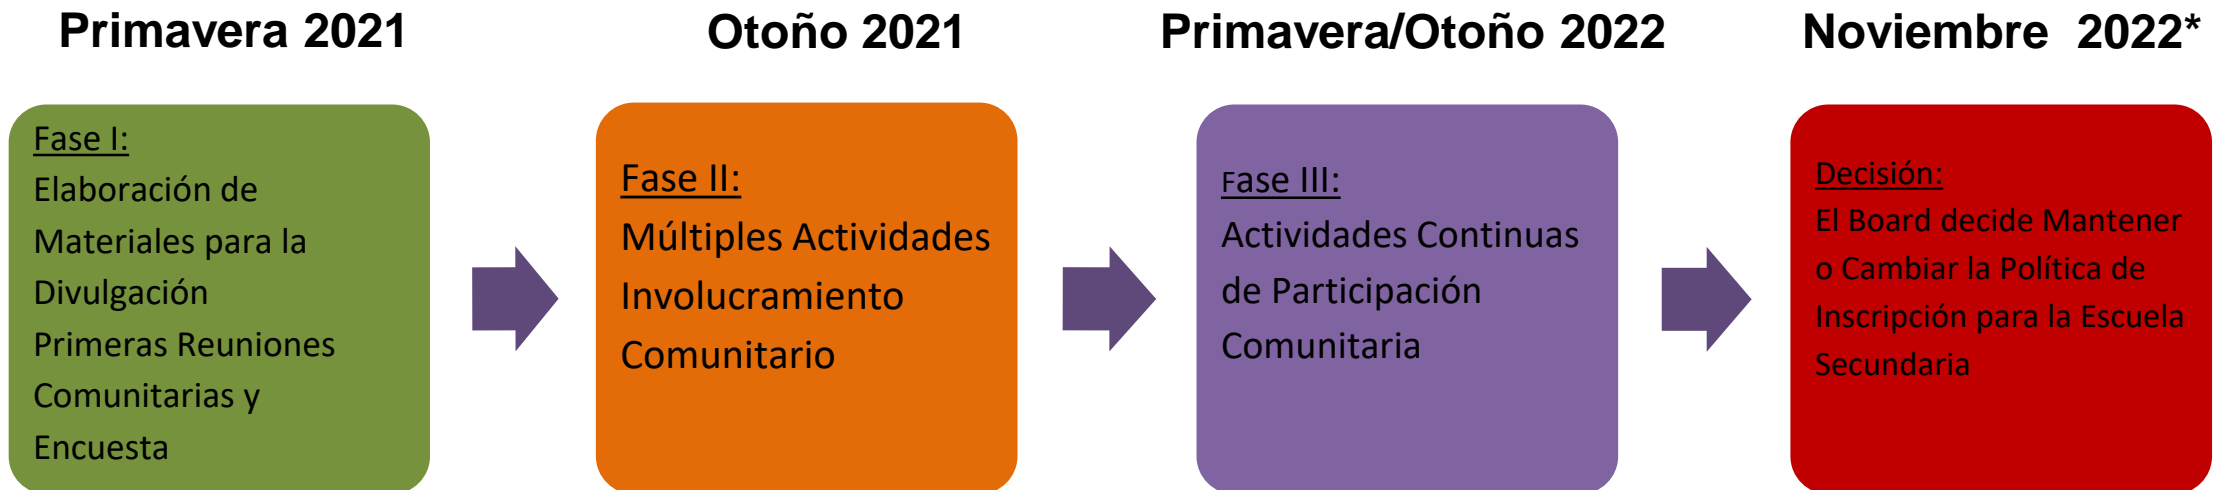 Primavera 2021
Otoño 2021
Primavera/Otoño 2022
Noviembre 2022*
Fase I:
Elaboración de
Materiales para la
Divulgación
Primeras Reuniones
Comunitarias y
Encuesta
Fase II:
Múltiples Actividades
Involucramiento
Comunitario
Fase III:
Actividades Continuas
de Participación
Comunitaria
Decisión:
El Board decide Mantener
o Cambiar la Política de
Inscripción para la Escuela
Secundaria